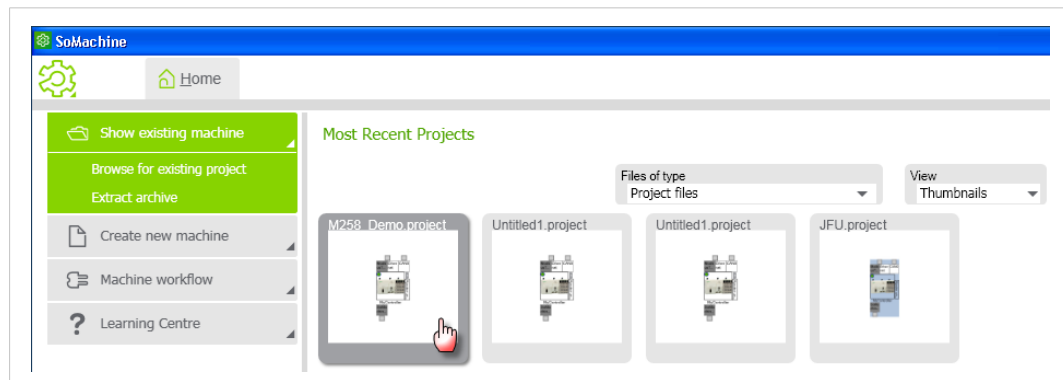 SoMachine
Home
Show existing machine
Browse for existing project
Extract archive
Create new machine
Machine workflow
? Learning Centre
Most Recent Projects
Files of type
Project files
View
Thumbnails
M258_Demo.project
Untitled1.project
Untitled1.project
JFU.project